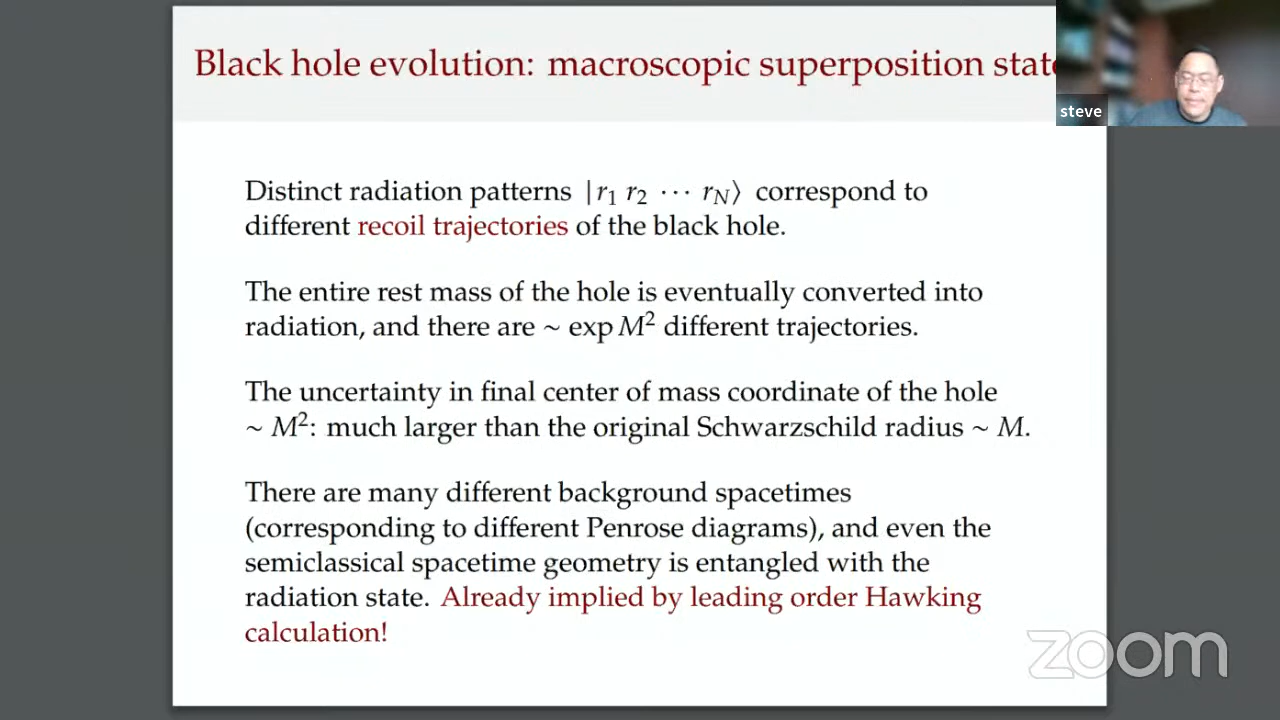 Black hole evolution: macroscopic superposition state
steve
Distinct radiation patterns |r₁ r₂ ⋯ r_N⟩ correspond to
different recoil trajectories of the black hole.
The entire rest mass of the hole is eventually converted into
radiation, and there are ∼ exp M² different trajectories.
The uncertainty in final center of mass coordinate of the hole
∼ M²: much larger than the original Schwarzschild radius ∼ M.
There are many different background spacetimes
(corresponding to different Penrose diagrams), and even the
semiclassical spacetime geometry is entangled with the
radiation state. Already implied by leading order Hawking
calculation!
zoom